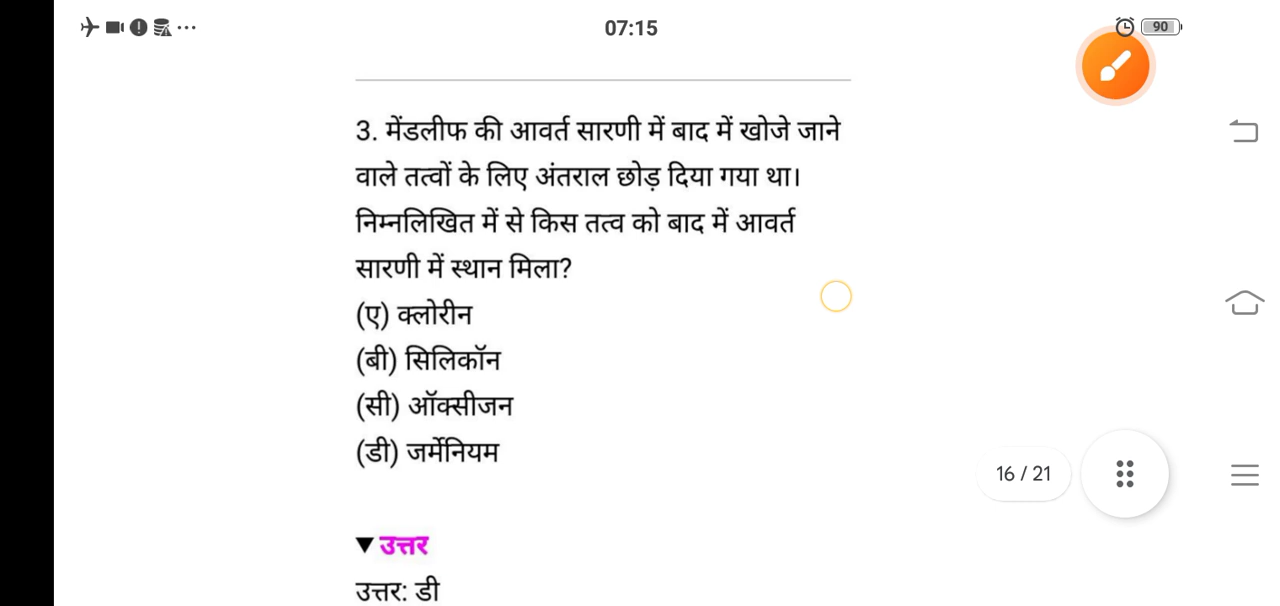 07:15
90
3. मेंडलीफ की आवर्त सारणी में बाद में खोजे जाने
वाले तत्वों के लिए अंतराल छोड़ दिया गया था।
निम्नलिखित में से किस तत्व को बाद में आवर्त
सारणी में स्थान मिला?
(ए) क्लोरीन
(बी) सिलिकॉन
(सी) ऑक्सीजन
(डी) जर्मेनियम
16 / 21
▼ उत्तर
उत्तर: डी